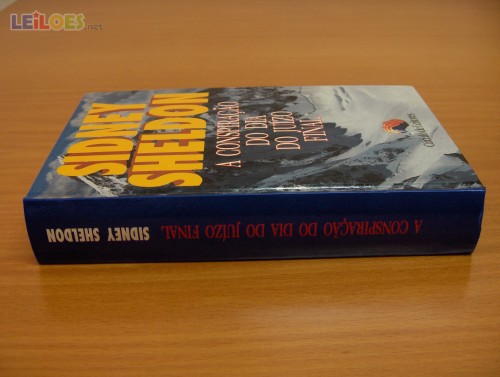 LEiLOES.net
SIDNEY
SHELDON
A CONSPIRAÇÃO
DO DIA
DO JUÍZO
FINAL
A CONSPIRAÇÃO DO DIA DO JUÍZO FINAL
SIDNEY SHELDON